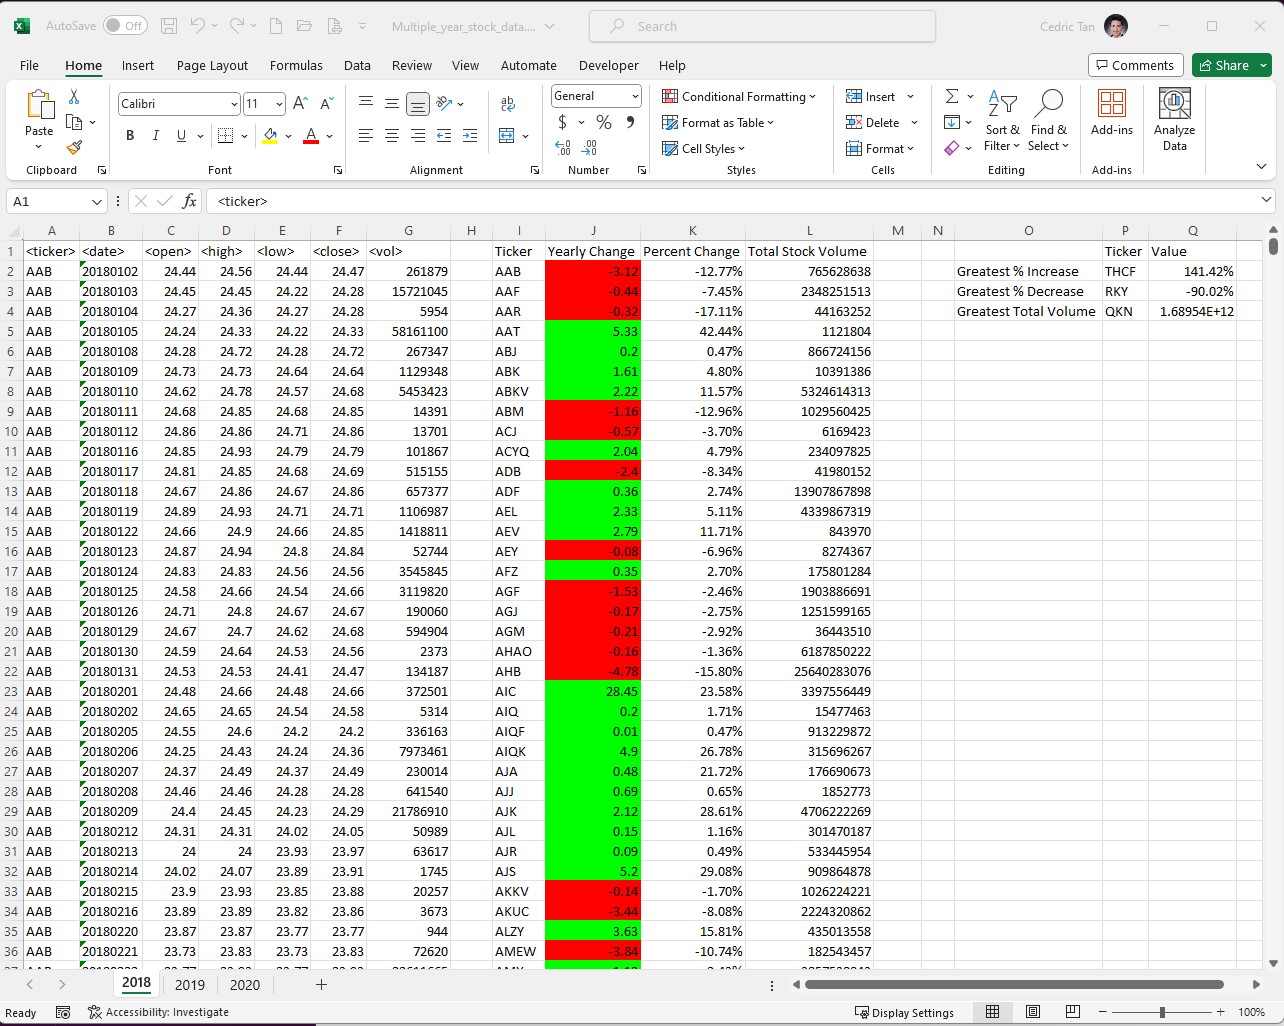 AutoSave Off Multiple_year_stock_data.... Search Cedric Tan
File Home Insert Page Layout Formulas Data Review View Automate Developer Help Comments Share
Paste Calibri 11 General Conditional Formatting Insert Sort & Find & Add-ins Analyze
B I U ab $ % Format as Table Delete Filter Select Data
Cell Styles Format
Clipboard Font Alignment Number Styles Cells Editing Add-ins
A1 fx <ticker>
A B C D E F G H I J K L M N O P Q
1 <ticker> <date> <open> <high> <low> <close> <vol> Ticker Yearly Change Percent Change Total Stock Volume Ticker Value
2 AAB 20180102 24.44 24.56 24.44 24.47 261879 AAB -3.12 -12.77% 765628638 Greatest % Increase THCF 141.42%
3 AAB 20180103 24.45 24.45 24.22 24.28 15721045 AAF -0.44 -7.45% 2348251513 Greatest % Decrease RKY -90.02%
4 AAB 20180104 24.27 24.36 24.27 24.28 5954 AAR -0.32 -17.11% 44163252 Greatest Total Volume QKN 1.68954E+12
5 AAB 20180105 24.24 24.33 24.22 24.33 58161100 AAT 5.33 42.44% 1121804
6 AAB 20180108 24.28 24.72 24.28 24.72 267347 ABJ 0.2 0.47% 866724156
7 AAB 20180109 24.73 24.73 24.64 24.64 1129348 ABK 1.61 4.80% 10391386
8 AAB 20180110 24.62 24.78 24.57 24.68 5453423 ABKV 2.22 11.57% 5324614313
9 AAB 20180111 24.68 24.85 24.68 24.85 14391 ABM -1.16 -12.96% 1029560425
10 AAB 20180112 24.86 24.86 24.71 24.86 13701 ACJ -0.57 -3.70% 6169423
11 AAB 20180116 24.85 24.93 24.79 24.79 101867 ACYQ 2.04 4.79% 234097825
12 AAB 20180117 24.81 24.85 24.68 24.69 515155 ADB -2.4 -8.34% 41980152
13 AAB 20180118 24.67 24.86 24.67 24.86 657377 ADF 0.36 2.74% 13907867898
14 AAB 20180119 24.89 24.93 24.71 24.71 1106987 AEL 2.33 5.11% 4339867319
15 AAB 20180122 24.66 24.9 24.66 24.85 1418811 AEV 2.79 11.71% 843970
16 AAB 20180123 24.87 24.94 24.8 24.84 52744 AEY -0.08 -6.96% 8274367
17 AAB 20180124 24.83 24.83 24.56 24.56 3545845 AFZ 0.35 2.70% 175801284
18 AAB 20180125 24.58 24.66 24.54 24.66 3119820 AGF -1.53 -2.46% 1903886691
19 AAB 20180126 24.71 24.8 24.67 24.67 190060 AGJ -0.17 -2.75% 1251599165
20 AAB 20180129 24.67 24.7 24.62 24.68 594904 AGM -0.21 -2.92% 36443510
21 AAB 20180130 24.59 24.64 24.53 24.56 2373 AHAO -0.16 -1.36% 6187850222
22 AAB 20180131 24.53 24.53 24.41 24.47 134187 AHB -4.78 -15.80% 25640283076
23 AAB 20180201 24.48 24.66 24.48 24.66 372501 AIC 28.45 23.58% 3397556449
24 AAB 20180202 24.65 24.65 24.54 24.58 5314 AIQ 0.2 1.71% 15477463
25 AAB 20180205 24.55 24.6 24.2 24.2 336163 AIQF 0.01 0.47% 913229872
26 AAB 20180206 24.25 24.43 24.24 24.36 7973461 AIQK 4.9 26.78% 315696267
27 AAB 20180207 24.37 24.49 24.37 24.49 230014 AJA 0.48 21.72% 176690673
28 AAB 20180208 24.46 24.46 24.28 24.28 641540 AJJ 0.69 0.65% 1852773
29 AAB 20180209 24.4 24.45 24.23 24.29 21786910 AJK 2.12 28.61% 4706222269
30 AAB 20180212 24.31 24.31 24.02 24.05 50989 AJL 0.15 1.16% 301470187
31 AAB 20180213 24 24 23.93 23.97 63617 AJR 0.09 0.49% 533445954
32 AAB 20180214 24.02 24.07 23.89 23.91 1745 AJS 5.2 29.08% 909864878
33 AAB 20180215 23.9 23.93 23.85 23.88 20257 AKKV -0.14 -1.70% 1026224221
34 AAB 20180216 23.89 23.89 23.82 23.86 3673 AKUC -3.44 -8.08% 2224320862
35 AAB 20180220 23.87 23.87 23.77 23.77 944 ALZY 3.63 15.81% 435013558
36 AAB 20180221 23.73 23.83 23.73 23.83 72620 AMEW -3.84 -10.74% 182543457
2018 2019 2020
Ready Accessibility: Investigate Display Settings 100%